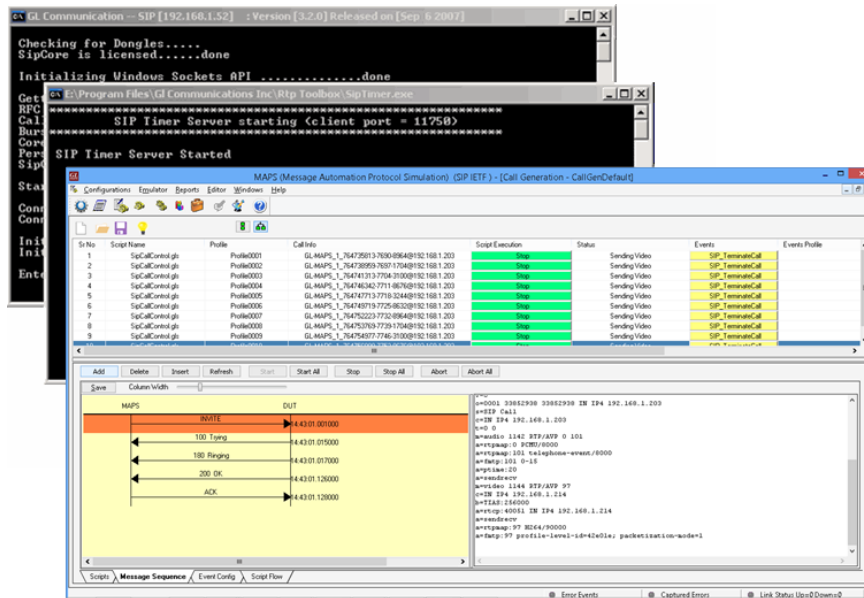 GL Communication -- SIP [192.168.1.52] : Version [3.2.0] Released on [Sep 6 2007]
Checking for Dongles.....
SipCore is licensed......done
Initializing Windows Sockets API ..............done
E:\Program Files\Gl Communications Inc\Rtp Toolbox\SipTimer.exe
SIP Timer Server starting (client port = 11750)
SIP Timer Server Started
MAPS (Message Automation Protocol Simulation) (SIP IETF ) - [Call Generation - CallGenDefault]
Configurations Emulator Reports Editor Windows Help
Sr No Script Name Profile Call Info Script Execution Status Events Events Profile
1 SipCallControl.gls Profile0001 GL-MAPS_1_764735813-7690-8964@192.168.1.203 Stop Sending Video SIP_TerminateCall
2 SipCallControl.gls Profile0002 GL-MAPS_1_764738959-7697-1704@192.168.1.203 Stop Sending Video SIP_TerminateCall
3 SipCallControl.gls Profile0003 GL-MAPS_1_764741313-7704-3100@192.168.1.203 Stop Sending Video SIP_TerminateCall
4 SipCallControl.gls Profile0004 GL-MAPS_1_764746342-7711-8676@192.168.1.203 Stop Sending Video SIP_TerminateCall
5 SipCallControl.gls Profile0005 GL-MAPS_1_764747713-7718-3244@192.168.1.203 Stop Sending Video SIP_TerminateCall
6 SipCallControl.gls Profile0006 GL-MAPS_1_764749719-7725-8632@192.168.1.203 Stop Sending Video SIP_TerminateCall
7 SipCallControl.gls Profile0007 GL-MAPS_1_764752223-7732-8964@192.168.1.203 Stop Sending Video SIP_TerminateCall
8 SipCallControl.gls Profile0008 GL-MAPS_1_764753769-7739-1704@192.168.1.203 Stop Sending Video SIP_TerminateCall
9 SipCallControl.gls Profile0009 GL-MAPS_1_764754977-7746-3100@192.168.1.203 Stop Sending Video SIP_TerminateCall
Add Delete Insert Refresh Start Start All Stop Stop All Abort Abort All
Save Column Width
MAPS DUT
INVITE 14:43:01.001000
100 Trying 14:43:01.015000
180 Ringing 14:43:01.017000
200 OK 14:43:01.126000
ACK 14:43:01.128000
o=0001 33852938 33852938 IN IP4 192.168.1.203
s=SIP Call
c=IN IP4 192.168.1.203
t=0 0
m=audio 1142 RTP/AVP 0 101
a=rtpmap:0 PCMU/8000
a=rtpmap:101 telephone-event/8000
a=fmtp:101 0-15
a=ptime:20
a=sendrecv
m=video 1144 RTP/AVP 97
c=IN IP4 192.168.1.214
b=TIAS:256000
a=rtcp:40051 IN IP4 192.168.1.214
a=sendrecv
a=rtpmap:97 H264/90000
a=fmtp:97 profile-level-id=42e01e; packetization-mode=1
Scripts Message Sequence Event Config Script Flow
Error Events Captured Errors Link Status Up=0 Down=0